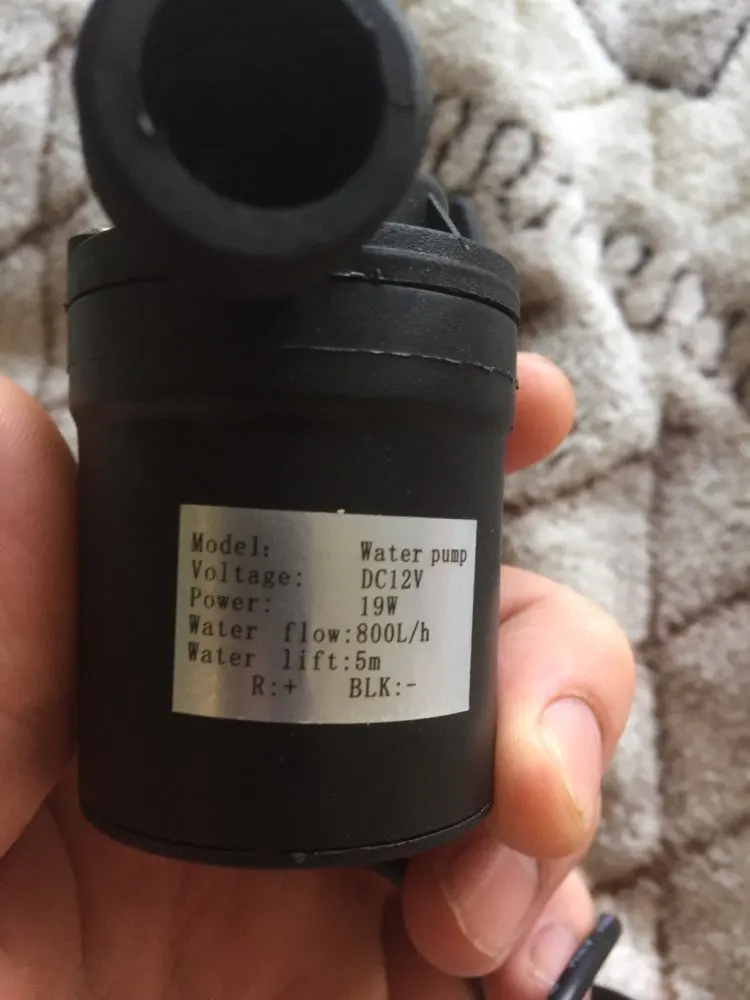 Model: Water pump
Voltage: DC12V
Power: 19W
Water flow:800L/h
Water lift:5m
R:+ BLK:-